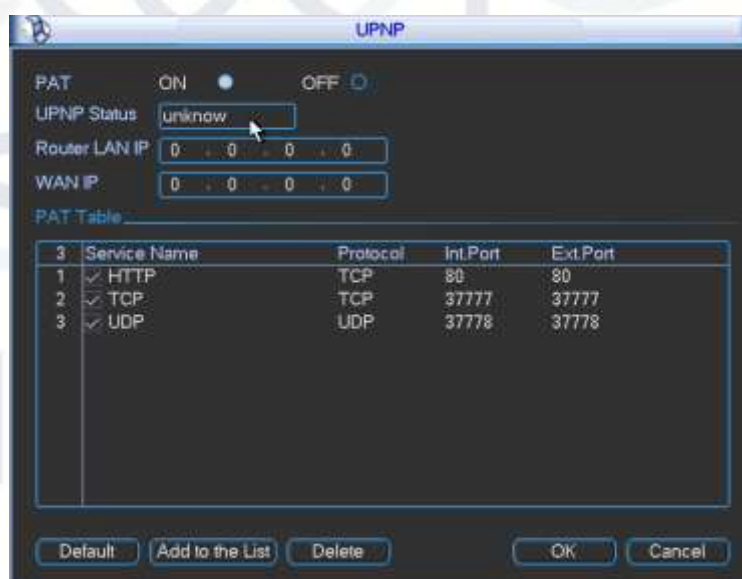 UPNP
PAT ON OFF
UPNP Status unknow
Router LAN IP 0 . 0 . 0 . 0
WAN IP 0 . 0 . 0 . 0
PAT Table
3 Service Name Protocol Int.Port Ext.Port
1 HTTP TCP 80 80
2 TCP TCP 37777 37777
3 UDP UDP 37778 37778
Default Add to the List Delete OK Cancel